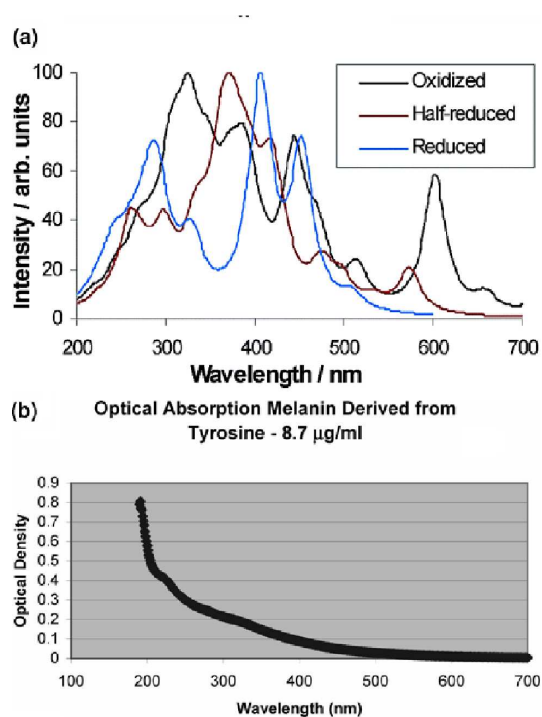 (a)
100
80
60
40
20
0
Intensity / arb. units
Oxidized
Half-reduced
Reduced
200 300 400 500 600 700
Wavelength / nm
(b) Optical Absorption Melanin Derived from
Tyrosine - 8.7 µg/ml
0.9
0.8
0.7
0.6
0.5
0.4
0.3
0.2
0.1
0
Optical Density
100 200 300 400 500 600 700
Wavelength (nm)